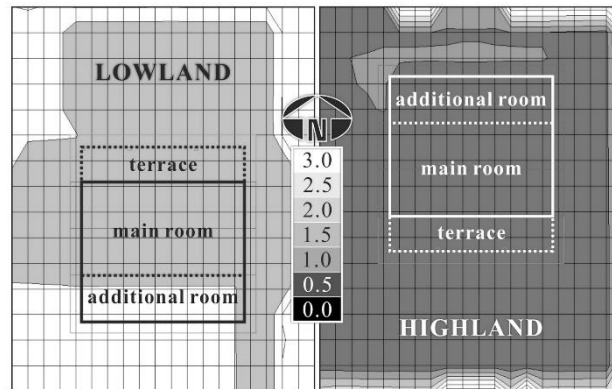 LOWLAND
terrace
main room
additional room
N
3.0
2.5
2.0
1.5
1.0
0.5
0.0
additional room
main room
terrace
HIGHLAND